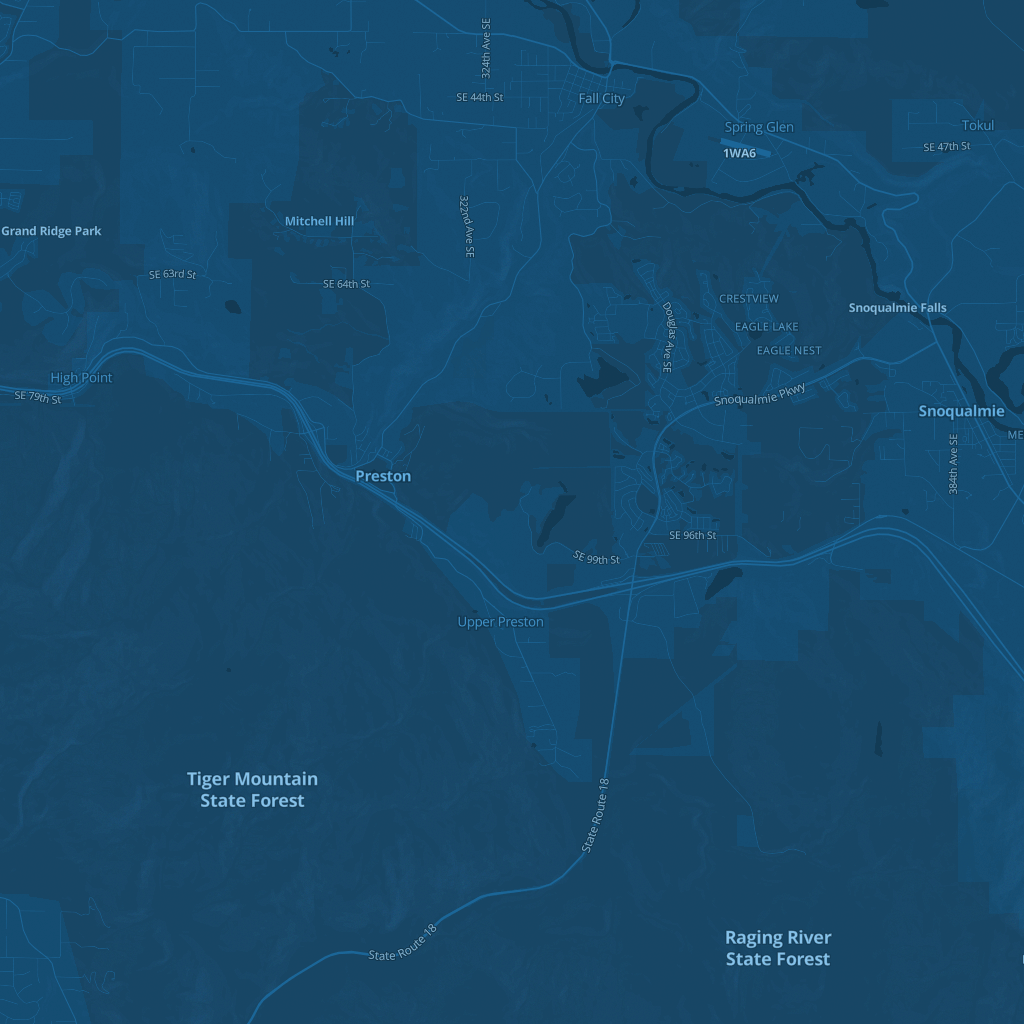 324th Ave SE
SE 44th St
Fall City
Spring Glen
Tokul
1WA6
SE 47th St
322nd Ave SE
Mitchell Hill
Grand Ridge Park
SE 63rd St
SE 64th St
CRESTVIEW
Snoqualmie Falls
Douglas Ave SE
EAGLE LAKE
EAGLE NEST
High Point
SE 79th St
Snoqualmie Pkwy
Snoqualmie
ME
384th Ave SE
Preston
SE 96th St
SE 99th St
Upper Preston
Tiger Mountain
State Forest
State Route 18
State Route 18
Raging River
State Forest